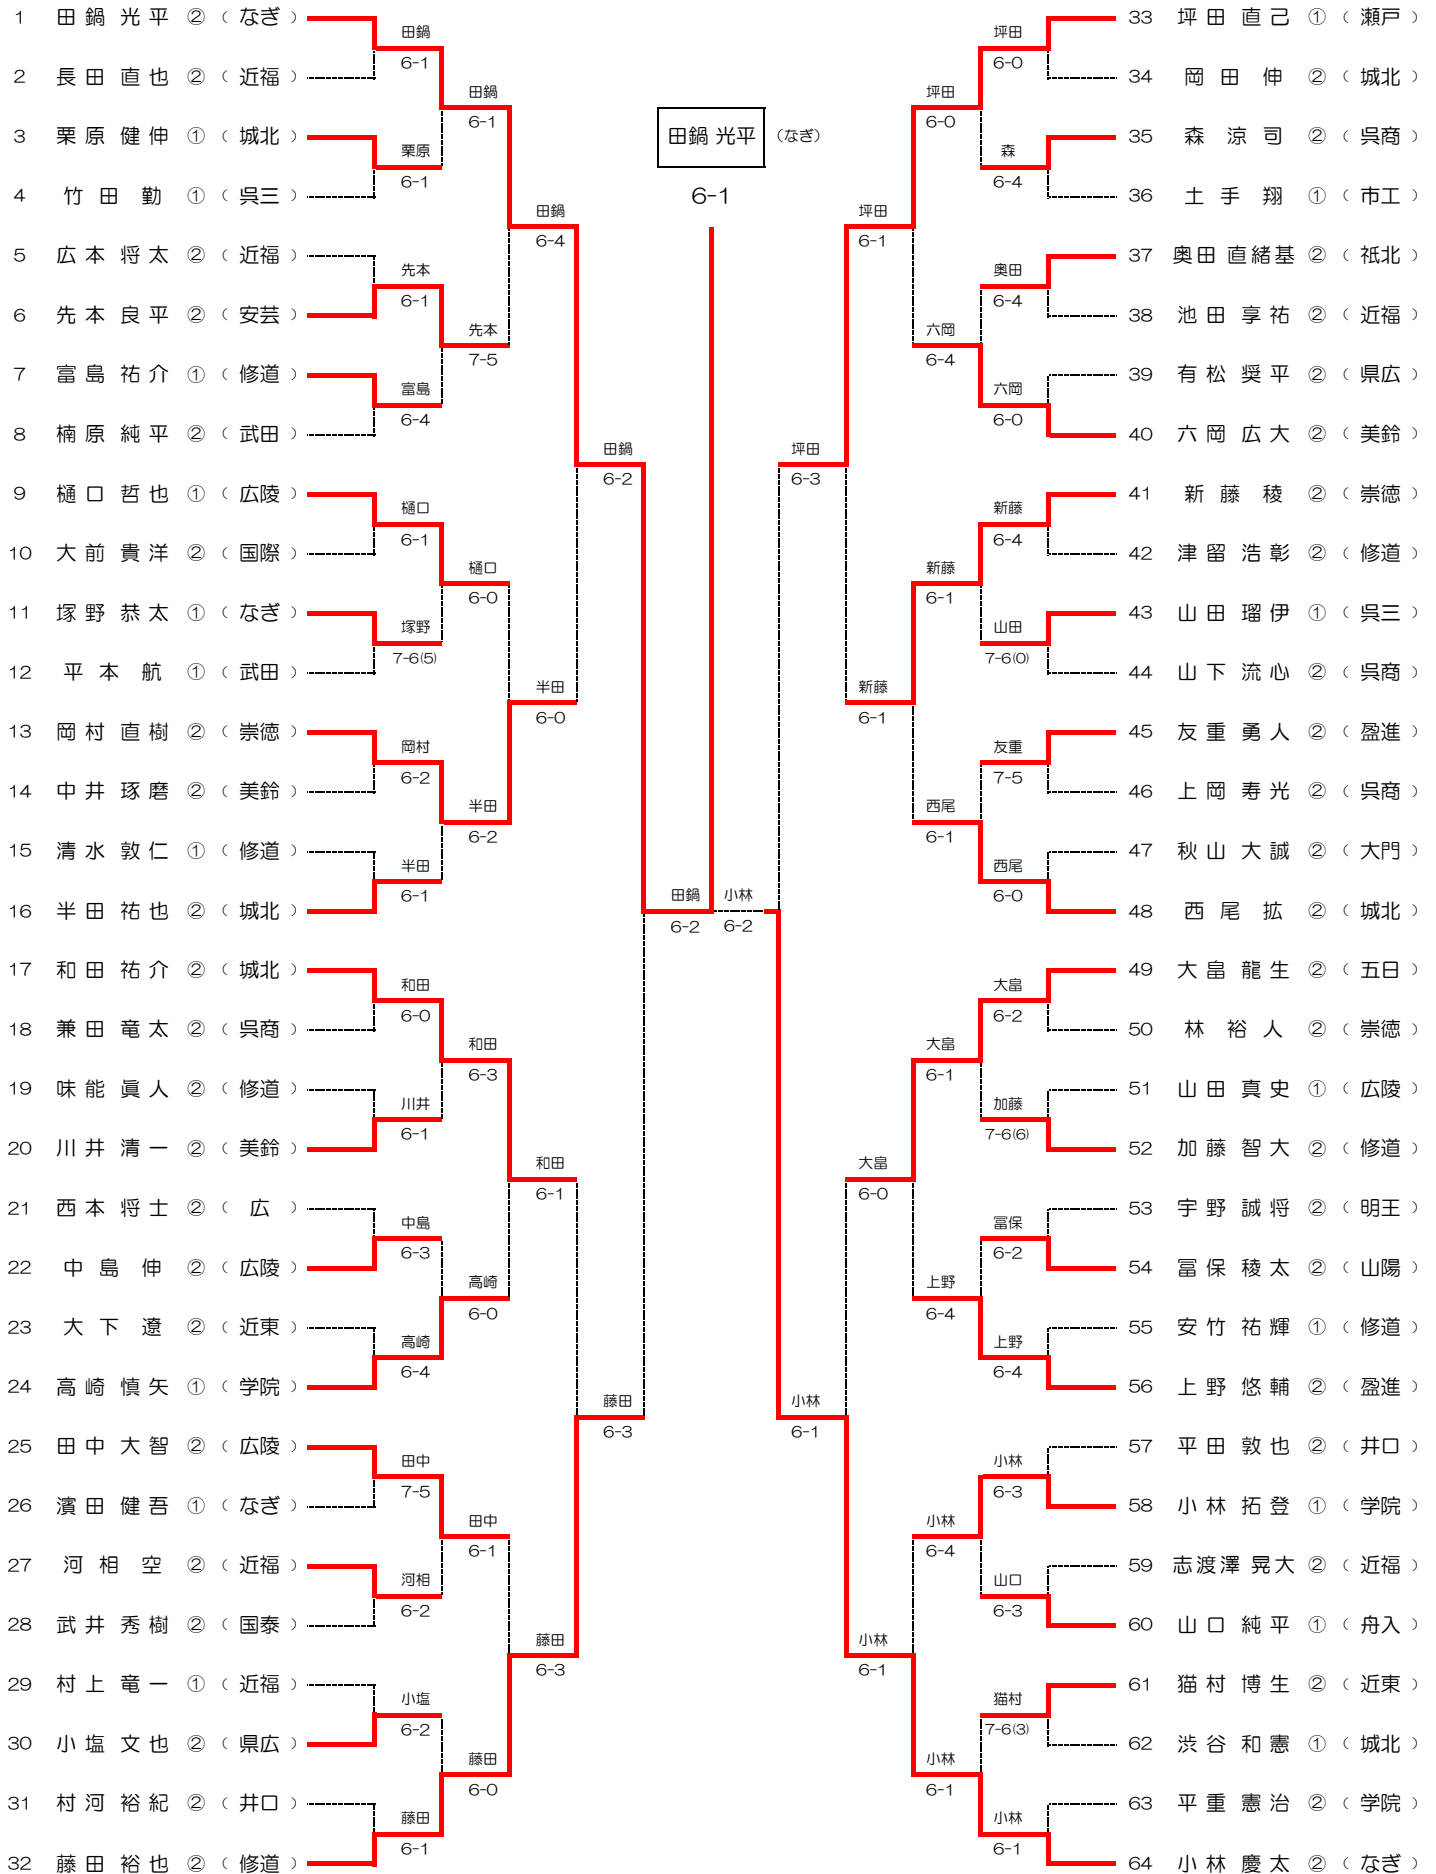 1 田鍋 光平 ② （ なぎ ）
2 長田 直也 ② （ 近福 ）
3 栗原 健伸 ① （ 城北 ）
4 竹田 勤 ① （ 呉三 ）
5 広本 将太 ② （ 近福 ）
6 先本 良平 ② （ 安芸 ）
7 富島 祐介 ① （ 修道 ）
8 楠原 純平 ② （ 武田 ）
9 樋口 哲也 ① （ 広陵 ）
10 大前 貴洋 ② （ 国際 ）
11 塚野 恭太 ① （ なぎ ）
12 平本 航 ① （ 武田 ）
13 岡村 直樹 ② （ 崇徳 ）
14 中井 琢磨 ② （ 美鈴 ）
15 清水 敦仁 ① （ 修道 ）
16 半田 祐也 ② （ 城北 ）
17 和田 祐介 ② （ 城北 ）
18 兼田 竜太 ② （ 呉商 ）
19 味能 眞人 ② （ 修道 ）
20 川井 清一 ② （ 美鈴 ）
21 西本 将士 ② （ 広 ）
22 中島 伸 ② （ 広陵 ）
23 大下 遼 ② （ 近東 ）
24 高崎 慎矢 ① （ 学院 ）
25 田中 大智 ② （ 広陵 ）
26 濱田 健吾 ① （ なぎ ）
27 河相 空 ② （ 近福 ）
28 武井 秀樹 ② （ 国泰 ）
29 村上 竜一 ① （ 近福 ）
30 小塩 文也 ② （ 県広 ）
31 村河 裕紀 ② （ 井口 ）
32 藤田 裕也 ② （ 修道 ）
田鍋
6-1
栗原
6-1
先本
6-1
富島
6-4
樋口
6-1
塚野
7-6(5)
岡村
6-2
半田
6-1
和田
6-0
川井
6-1
中島
6-3
高崎
6-4
田中
7-5
河相
6-2
小塩
6-2
藤田
6-1
田鍋
6-1
先本
7-5
樋口
6-0
半田
6-2
和田
6-3
高崎
6-0
田中
6-1
藤田
6-0
田鍋
6-4
半田
6-0
和田
6-1
藤田
6-3
田鍋
6-2
藤田
6-3
田鍋
6-2
田鍋 光平 （なぎ）
6-1
小林
6-2
坪田
6-3
小林
6-1
坪田
6-1
新藤
6-1
大畠
6-0
小林
6-1
坪田
6-0
六岡
6-4
新藤
6-1
西尾
6-1
大畠
6-1
上野
6-4
小林
6-4
小林
6-1
坪田
6-0
森
6-4
奥田
6-4
六岡
6-0
新藤
6-4
山田
7-6(0)
友重
7-5
西尾
6-0
大畠
6-2
加藤
7-6(6)
冨保
6-2
上野
6-4
小林
6-3
山口
6-3
猫村
7-6(3)
小林
6-1
33 坪田 直己 ① （ 瀬戸 ）
34 岡田 伸 ② （ 城北 ）
35 森 涼司 ② （ 呉商 ）
36 土手 翔 ① （ 市工 ）
37 奥田 直緒基 ② （ 祇北 ）
38 池田 享祐 ② （ 近福 ）
39 有松 奨平 ② （ 県広 ）
40 六岡 広大 ② （ 美鈴 ）
41 新藤 稜 ② （ 崇徳 ）
42 津留 浩彰 ② （ 修道 ）
43 山田 瑠伊 ① （ 呉三 ）
44 山下 流心 ② （ 呉商 ）
45 友重 勇人 ② （ 盈進 ）
46 上岡 寿光 ② （ 呉商 ）
47 秋山 大誠 ② （ 大門 ）
48 西尾 拡 ② （ 城北 ）
49 大畠 龍生 ② （ 五日 ）
50 林 裕人 ② （ 崇徳 ）
51 山田 真史 ① （ 広陵 ）
52 加藤 智大 ② （ 修道 ）
53 宇野 誠将 ② （ 明王 ）
54 冨保 稜太 ② （ 山陽 ）
55 安竹 祐輝 ① （ 修道 ）
56 上野 悠輔 ② （ 盈進 ）
57 平田 敦也 ② （ 井口 ）
58 小林 拓登 ① （ 学院 ）
59 志渡澤 晃大 ② （ 近福 ）
60 山口 純平 ① （ 舟入 ）
61 猫村 博生 ② （ 近東 ）
62 渋谷 和憲 ① （ 城北 ）
63 平重 憲治 ② （ 学院 ）
64 小林 慶太 ② （ なぎ ）